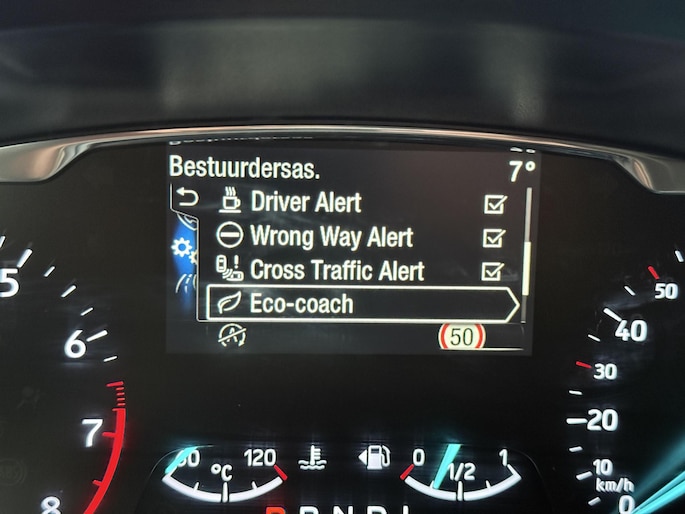 Bestuurdersas. 7°
Driver Alert
Wrong Way Alert
Cross Traffic Alert
Eco-coach
50
5
6
7
8
50
40
30
20
10
0
km/h
60 °C 120
0 1/2 1
R N D L